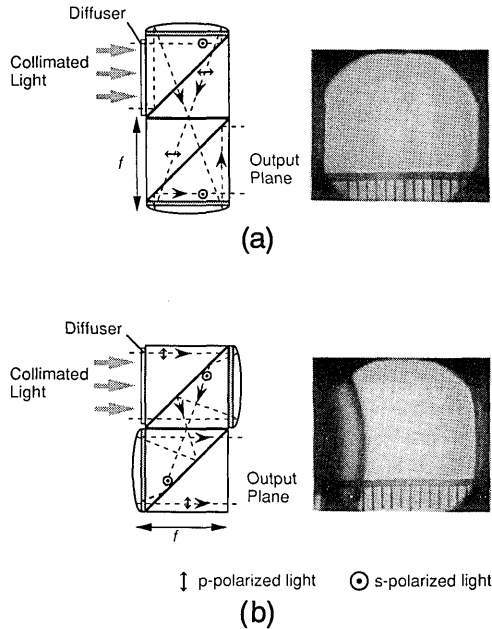 Diffuser
Collimated
Light
f
Output
Plane
(a)
Diffuser
Collimated
Light
Output
Plane
f
p-polarized light
s-polarized light
(b)